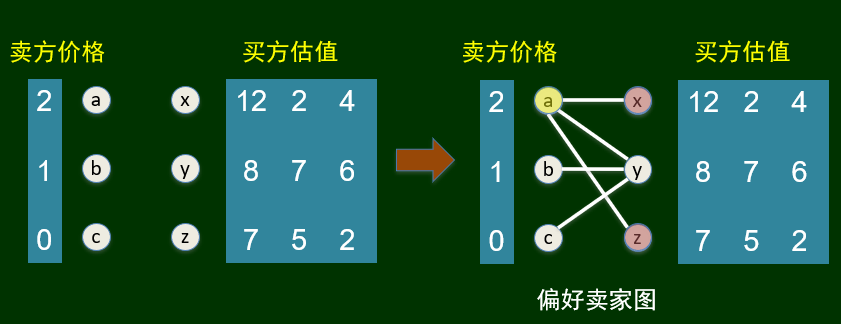 卖方价格 买方估值 卖方价格 买方估值
2 a x 12 2 4 2 a x 12 2 4
1 b y 8 7 6 1 b y 8 7 6
0 c z 7 5 2 0 c z 7 5 2
偏好卖家图